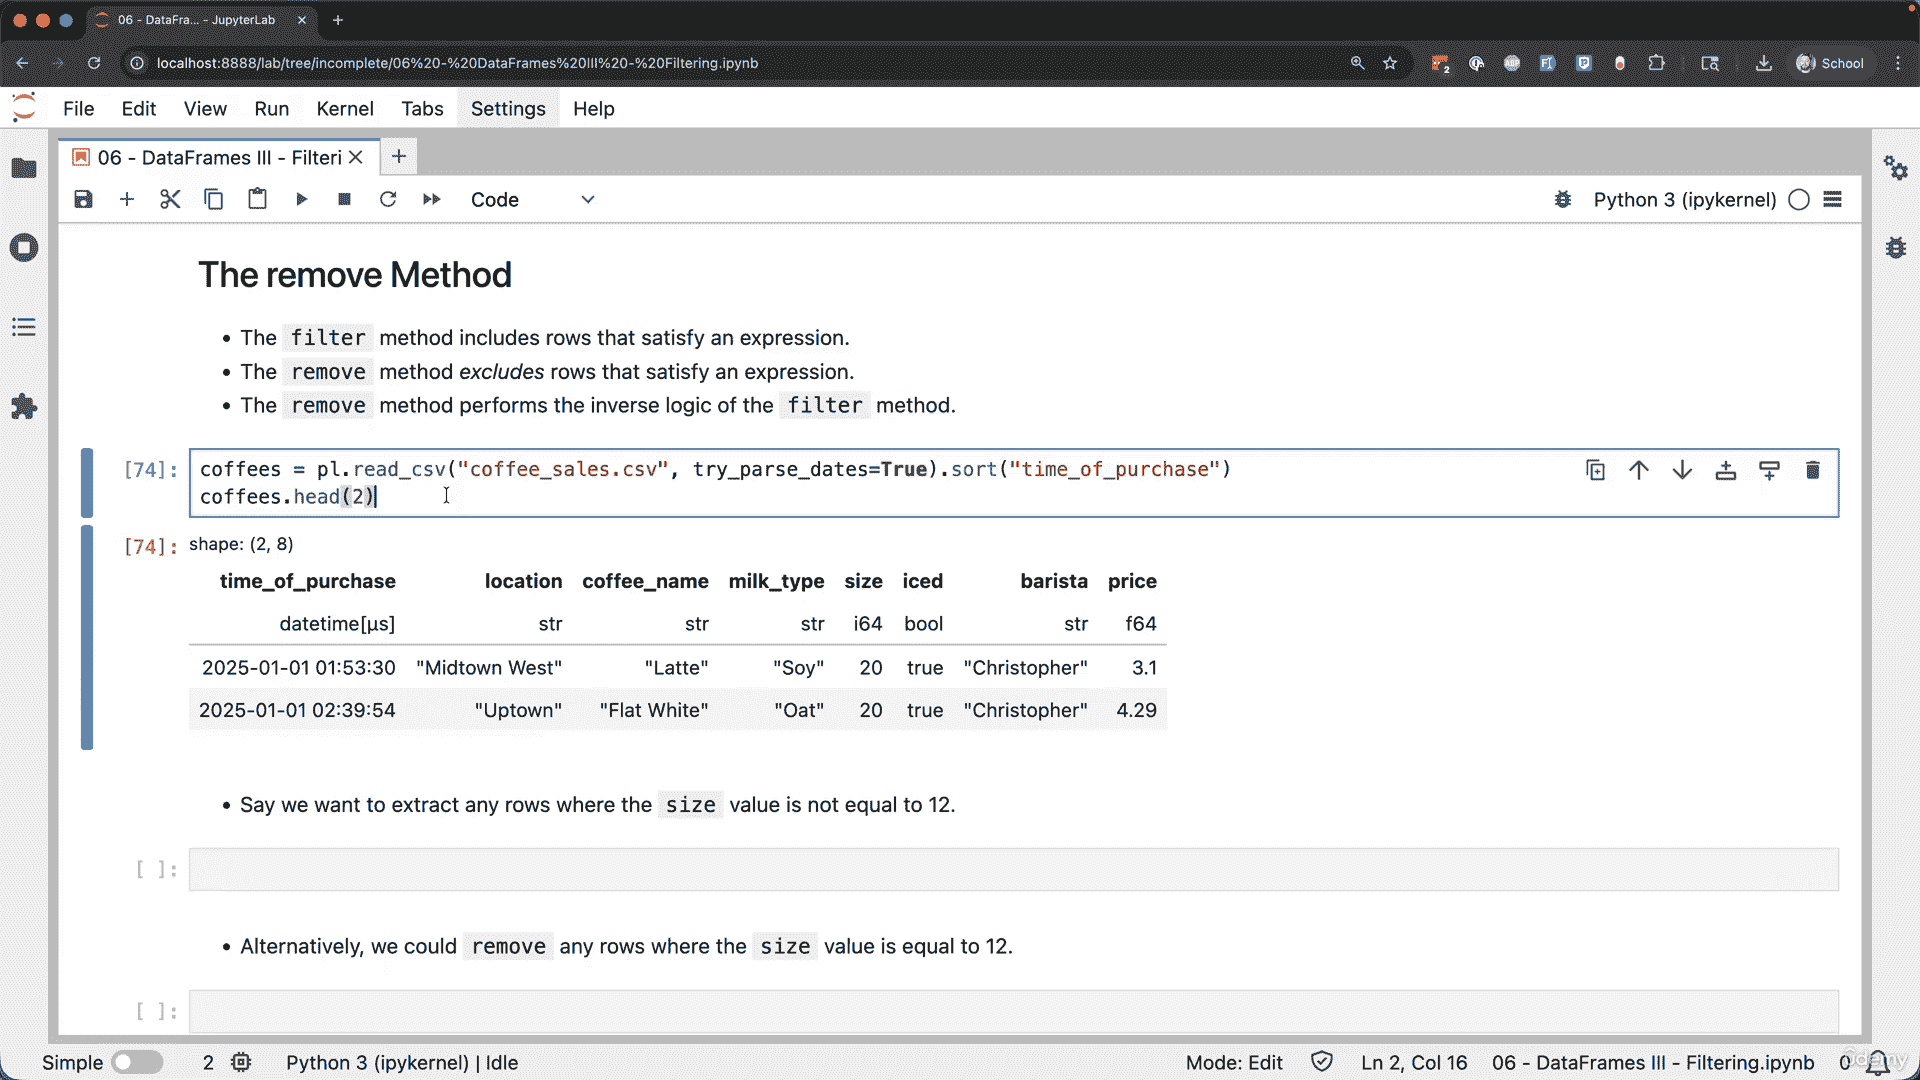 06 - DataFra... - JupyterLab
localhost:8888/lab/tree/incomplete/06%20-%20DataFrames%20III%20-%20Filtering.ipynb
2
ABP
School
File Edit View Run Kernel Tabs Settings Help
06 - DataFrames III - Filteri
Code
Python 3 (ipykernel)
The remove Method
• The filter method includes rows that satisfy an expression.
• The remove method excludes rows that satisfy an expression.
• The remove method performs the inverse logic of the filter method.
[74]: coffees = pl.read_csv("coffee_sales.csv", try_parse_dates=True).sort("time_of_purchase")
coffees.head(2)
[74]: shape: (2, 8)
time_of_purchase location coffee_name milk_type size iced barista price
datetime[μs] str str str i64 bool str f64
2025-01-01 01:53:30 "Midtown West" "Latte" "Soy" 20 true "Christopher" 3.1
2025-01-01 02:39:54 "Uptown" "Flat White" "Oat" 20 true "Christopher" 4.29
• Say we want to extract any rows where the size value is not equal to 12.
[ ]:
• Alternatively, we could remove any rows where the size value is equal to 12.
[ ]:
Simple 2 Python 3 (ipykernel) | Idle Mode: Edit Ln 2, Col 16 06 - DataFrames III - Filtering.ipynb 0
udemy